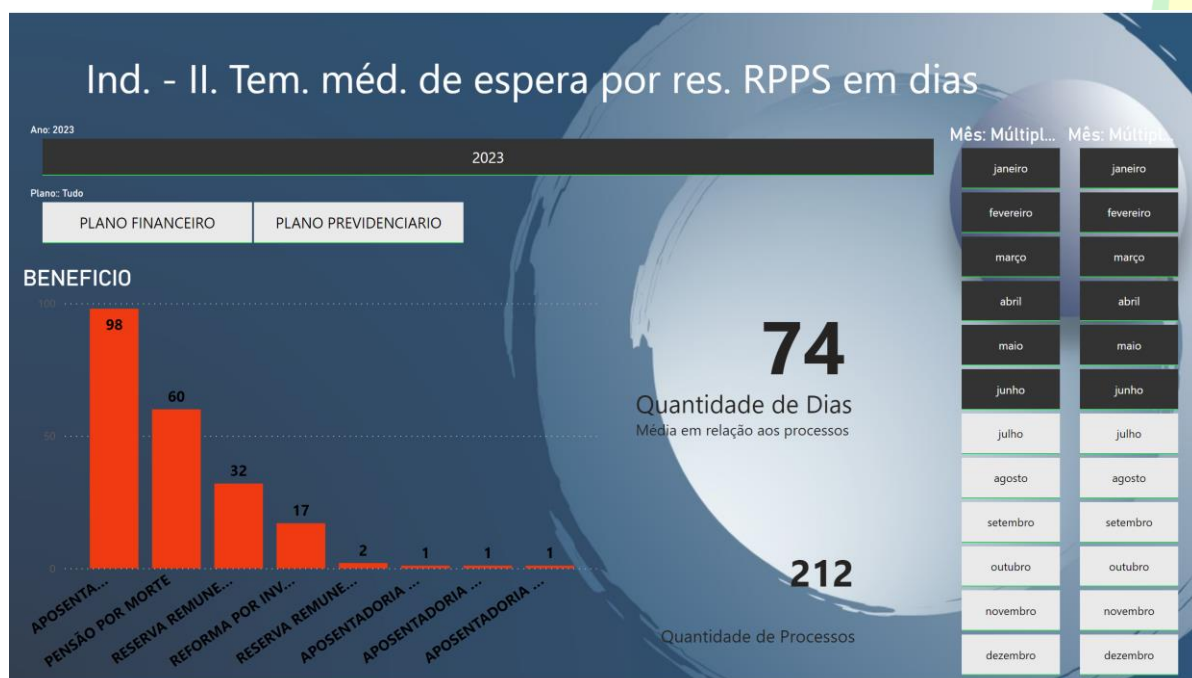 Ind. - II. Tem. méd. de espera por res. RPPS em dias
Ano: 2023
2023
Plano:: Tudo
PLANO FINANCEIRO
PLANO PREVIDENCIARIO
BENEFICIO
100
50
0
98
60
32
17
2
1
1
1
APOSENTA...
PENSÃO POR MORTE
RESERVA REMUNE...
REFORMA POR INV...
RESERVA REMUNE...
APOSENTADORIA ...
APOSENTADORIA ...
APOSENTADORIA ...
74
Quantidade de Dias
Média em relação aos processos
212
Quantidade de Processos
Mês: Múltipl...
janeiro
fevereiro
março
abril
maio
junho
julho
agosto
setembro
outubro
novembro
dezembro
Mês: Múltipl...
janeiro
fevereiro
março
abril
maio
junho
julho
agosto
setembro
outubro
novembro
dezembro